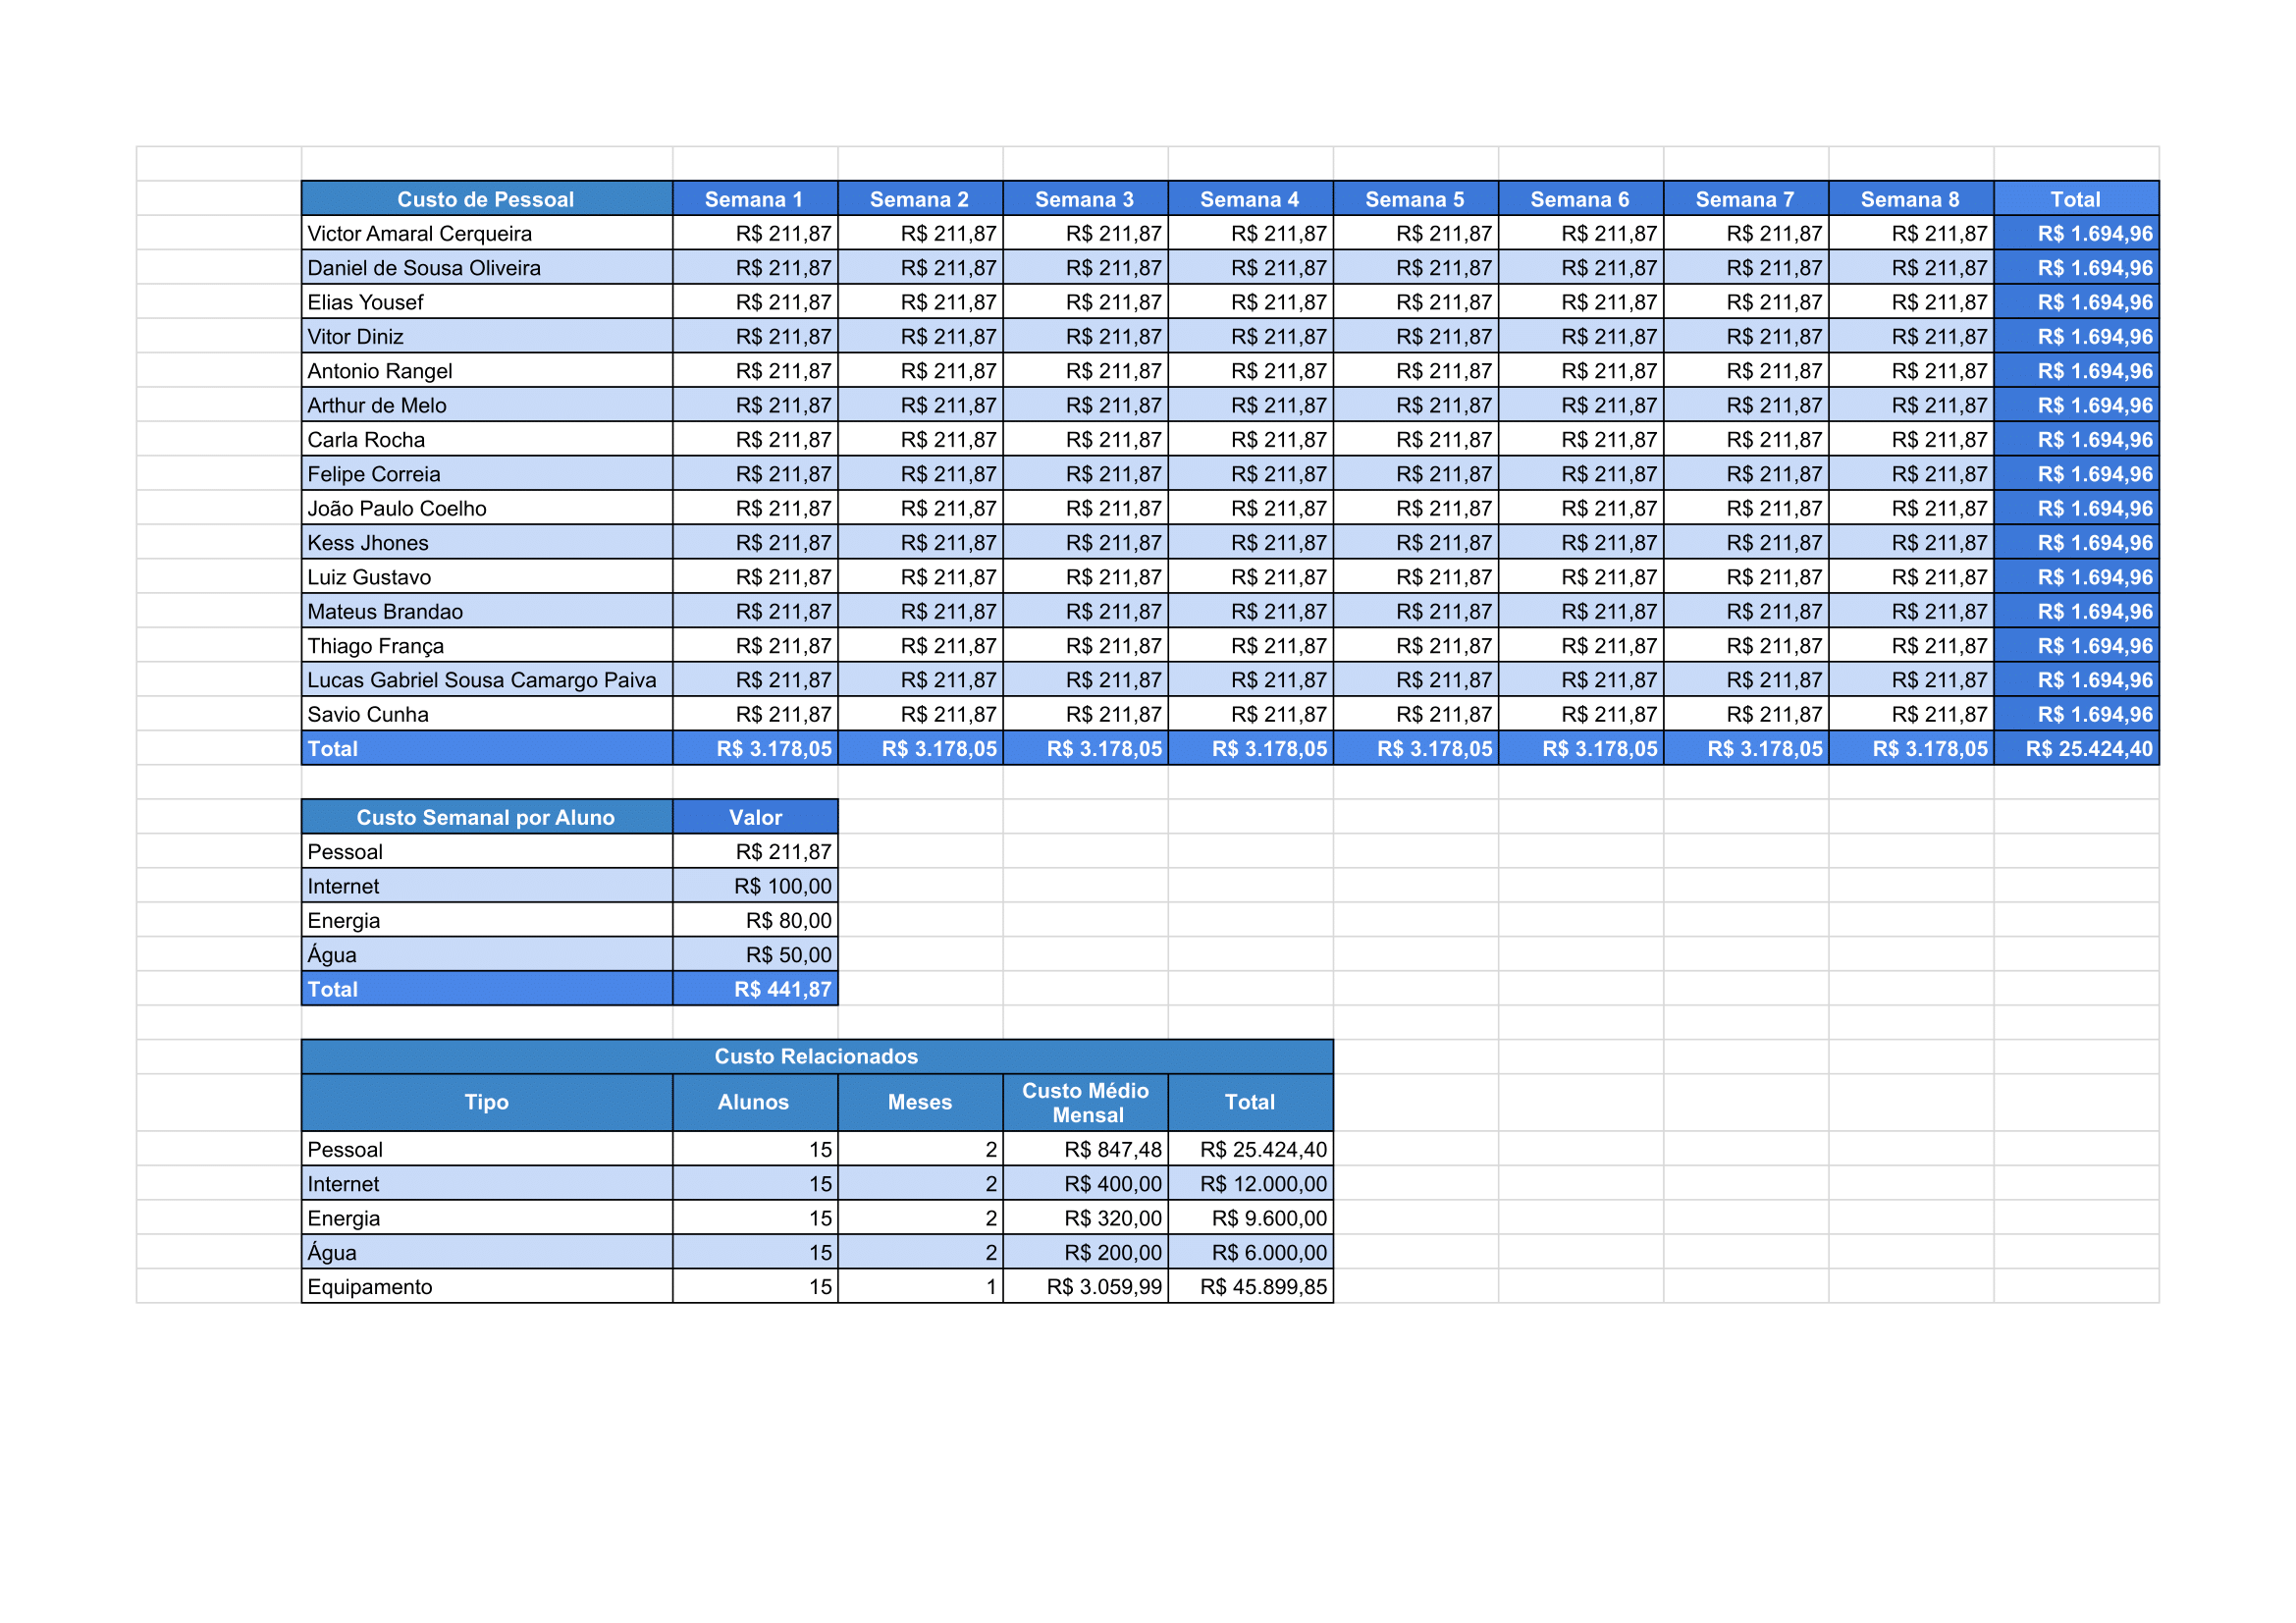 Custo de Pessoal Semana 1 Semana 2 Semana 3 Semana 4 Semana 5 Semana 6 Semana 7 Semana 8 Total
Victor Amaral Cerqueira R$ 211,87 R$ 211,87 R$ 211,87 R$ 211,87 R$ 211,87 R$ 211,87 R$ 211,87 R$ 211,87 R$ 1.694,96
Daniel de Sousa Oliveira R$ 211,87 R$ 211,87 R$ 211,87 R$ 211,87 R$ 211,87 R$ 211,87 R$ 211,87 R$ 211,87 R$ 1.694,96
Elias Yousef R$ 211,87 R$ 211,87 R$ 211,87 R$ 211,87 R$ 211,87 R$ 211,87 R$ 211,87 R$ 211,87 R$ 1.694,96
Vitor Diniz R$ 211,87 R$ 211,87 R$ 211,87 R$ 211,87 R$ 211,87 R$ 211,87 R$ 211,87 R$ 211,87 R$ 1.694,96
Antonio Rangel R$ 211,87 R$ 211,87 R$ 211,87 R$ 211,87 R$ 211,87 R$ 211,87 R$ 211,87 R$ 211,87 R$ 1.694,96
Arthur de Melo R$ 211,87 R$ 211,87 R$ 211,87 R$ 211,87 R$ 211,87 R$ 211,87 R$ 211,87 R$ 211,87 R$ 1.694,96
Carla Rocha R$ 211,87 R$ 211,87 R$ 211,87 R$ 211,87 R$ 211,87 R$ 211,87 R$ 211,87 R$ 211,87 R$ 1.694,96
Felipe Correia R$ 211,87 R$ 211,87 R$ 211,87 R$ 211,87 R$ 211,87 R$ 211,87 R$ 211,87 R$ 211,87 R$ 1.694,96
João Paulo Coelho R$ 211,87 R$ 211,87 R$ 211,87 R$ 211,87 R$ 211,87 R$ 211,87 R$ 211,87 R$ 211,87 R$ 1.694,96
Kess Jhones R$ 211,87 R$ 211,87 R$ 211,87 R$ 211,87 R$ 211,87 R$ 211,87 R$ 211,87 R$ 211,87 R$ 1.694,96
Luiz Gustavo R$ 211,87 R$ 211,87 R$ 211,87 R$ 211,87 R$ 211,87 R$ 211,87 R$ 211,87 R$ 211,87 R$ 1.694,96
Mateus Brandao R$ 211,87 R$ 211,87 R$ 211,87 R$ 211,87 R$ 211,87 R$ 211,87 R$ 211,87 R$ 211,87 R$ 1.694,96
Thiago França R$ 211,87 R$ 211,87 R$ 211,87 R$ 211,87 R$ 211,87 R$ 211,87 R$ 211,87 R$ 211,87 R$ 1.694,96
Lucas Gabriel Sousa Camargo Paiva R$ 211,87 R$ 211,87 R$ 211,87 R$ 211,87 R$ 211,87 R$ 211,87 R$ 211,87 R$ 211,87 R$ 1.694,96
Savio Cunha R$ 211,87 R$ 211,87 R$ 211,87 R$ 211,87 R$ 211,87 R$ 211,87 R$ 211,87 R$ 211,87 R$ 1.694,96
Total R$ 3.178,05 R$ 3.178,05 R$ 3.178,05 R$ 3.178,05 R$ 3.178,05 R$ 3.178,05 R$ 3.178,05 R$ 3.178,05 R$ 25.424,40
Custo Semanal por Aluno Valor
Pessoal R$ 211,87
Internet R$ 100,00
Energia R$ 80,00
Água R$ 50,00
Total R$ 441,87
Custo Relacionados
Tipo Alunos Meses Custo Médio Mensal Total
Pessoal 15 2 R$ 847,48 R$ 25.424,40
Internet 15 2 R$ 400,00 R$ 12.000,00
Energia 15 2 R$ 320,00 R$ 9.600,00
Água 15 2 R$ 200,00 R$ 6.000,00
Equipamento 15 1 R$ 3.059,99 R$ 45.899,85